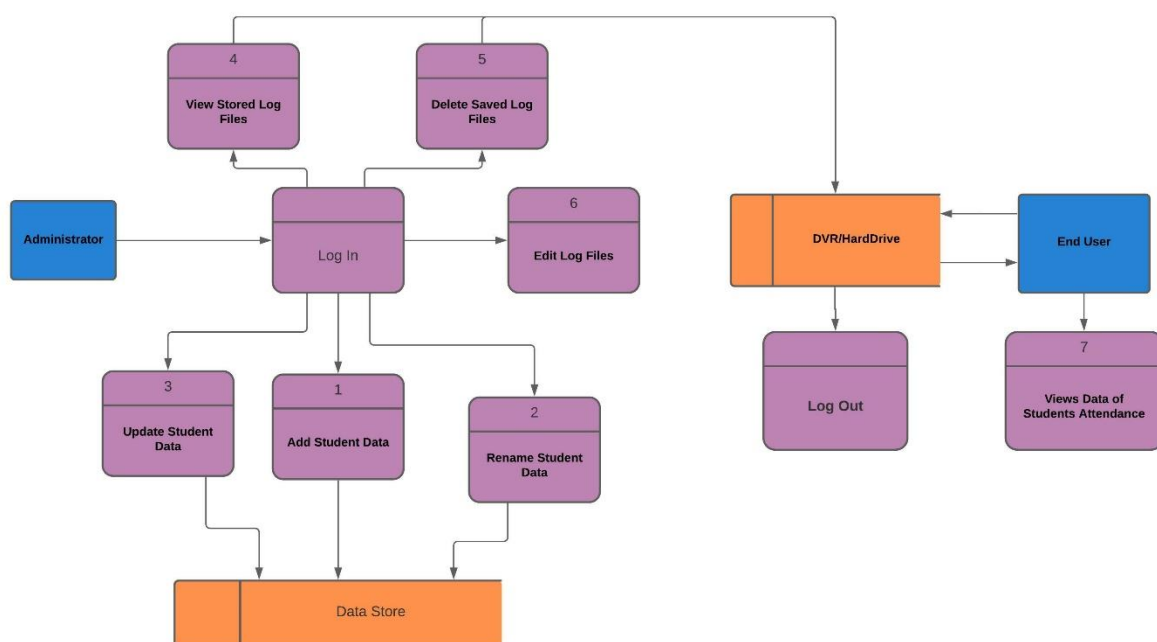 4
View Stored Log
Files
5
Delete Saved Log
Files
Administrator
Log In
6
Edit Log Files
DVR/HardDrive
End User
3
Update Student
Data
1
Add Student Data
2
Rename Student
Data
Log Out
7
Views Data of
Students Attendance
Data Store